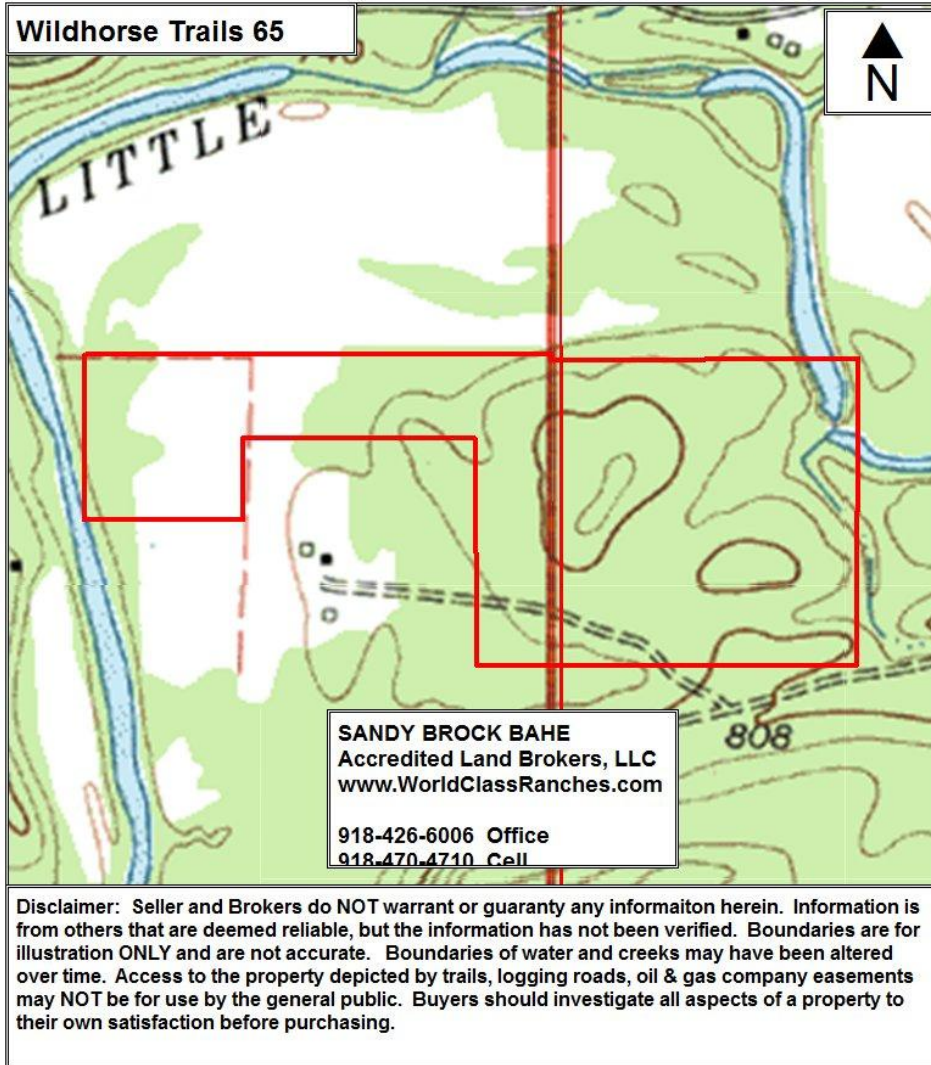 Wildhorse Trails 65
N
LITTLE
808
SANDY BROCK BAHE
Accredited Land Brokers, LLC
www.WorldClassRanches.com
918-426-6006 Office
918-470-4710 Cell
Disclaimer: Seller and Brokers do NOT warrant or guaranty any informaiton herein. Information is
from others that are deemed reliable, but the information has not been verified. Boundaries are for
illustration ONLY and are not accurate. Boundaries of water and creeks may have been altered
over time. Access to the property depicted by trails, logging roads, oil & gas company easements
may NOT be for use by the general public. Buyers should investigate all aspects of a property to
their own satisfaction before purchasing.